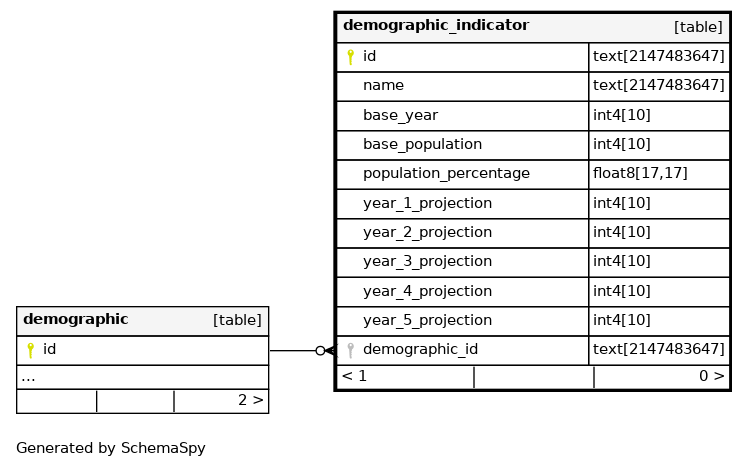 demographic_indicator [table]
id text[2147483647]
name text[2147483647]
base_year int4[10]
base_population int4[10]
population_percentage float8[17,17]
year_1_projection int4[10]
year_2_projection int4[10]
year_3_projection int4[10]
year_4_projection int4[10]
year_5_projection int4[10]
demographic_id text[2147483647]
< 1 0 >
demographic [table]
id
...
2 >
Generated by SchemaSpy